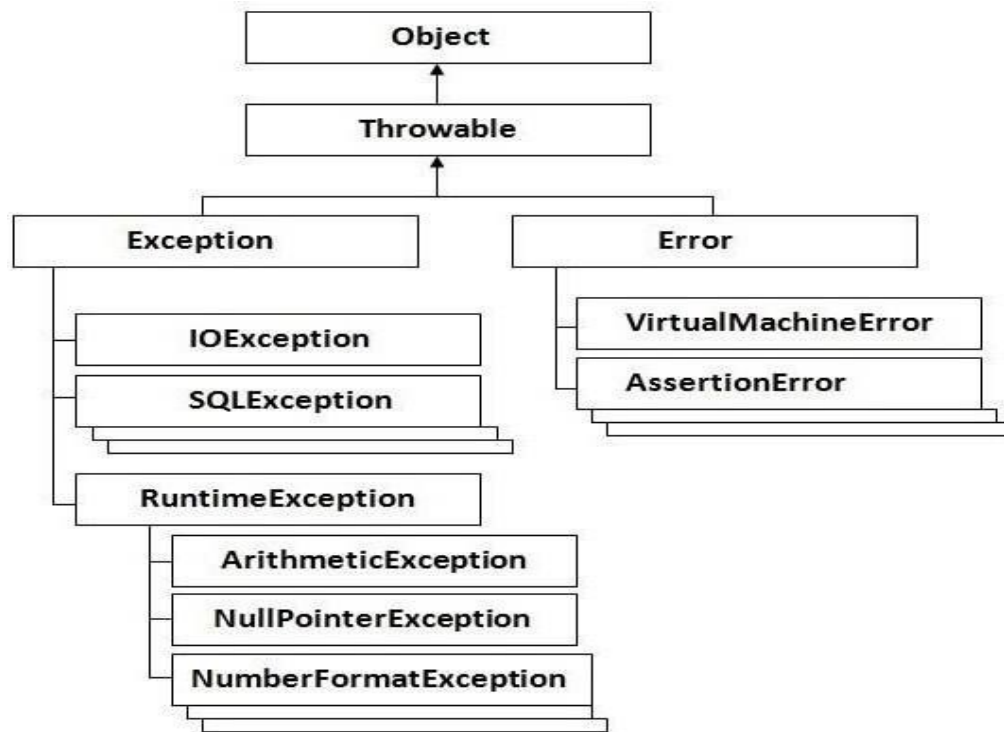 Object
Throwable
Exception
Error
IOException
SQLException
RuntimeException
ArithmeticException
NullPointerException
NumberFormatException
VirtualMachineError
AssertionError